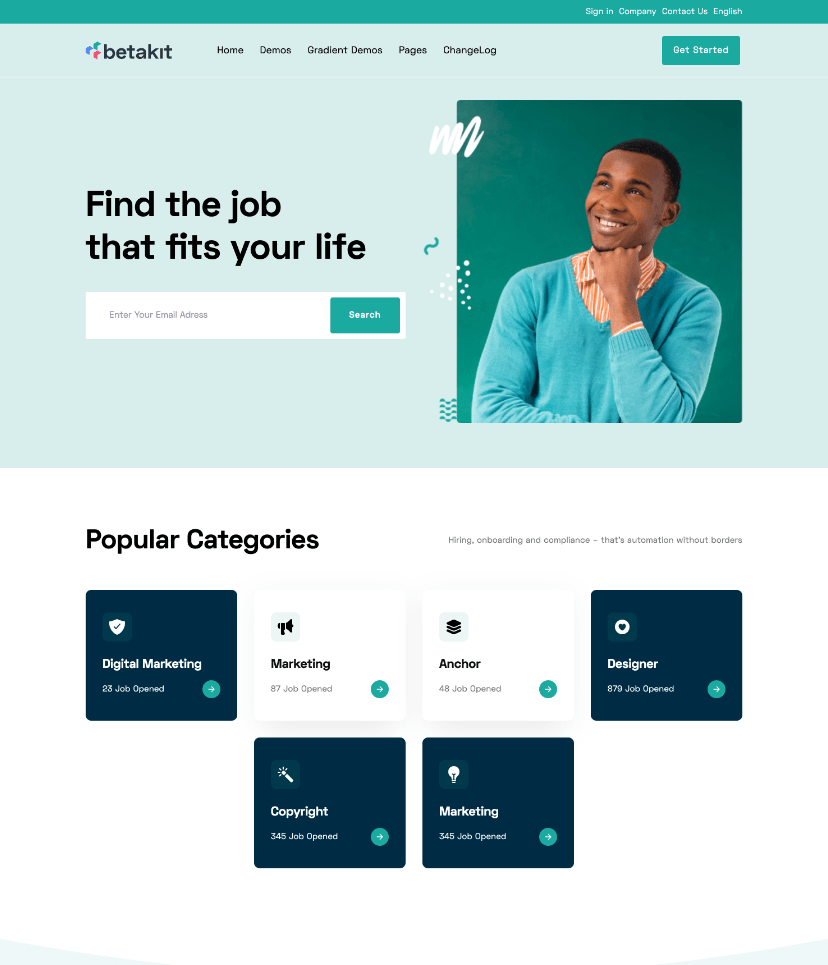 Sign in Company Contact Us English
betakit Home Demos Gradient Demos Pages ChangeLog Get Started
Find the job
that fits your life
Enter Your Email Adress Search
Popular Categories
Hiring, onboarding and compliance – that's automation without borders
Digital Marketing
23 Job Opened
Marketing
87 Job Opened
Anchor
48 Job Opened
Designer
879 Job Opened
Copyright
345 Job Opened
Marketing
345 Job Opened